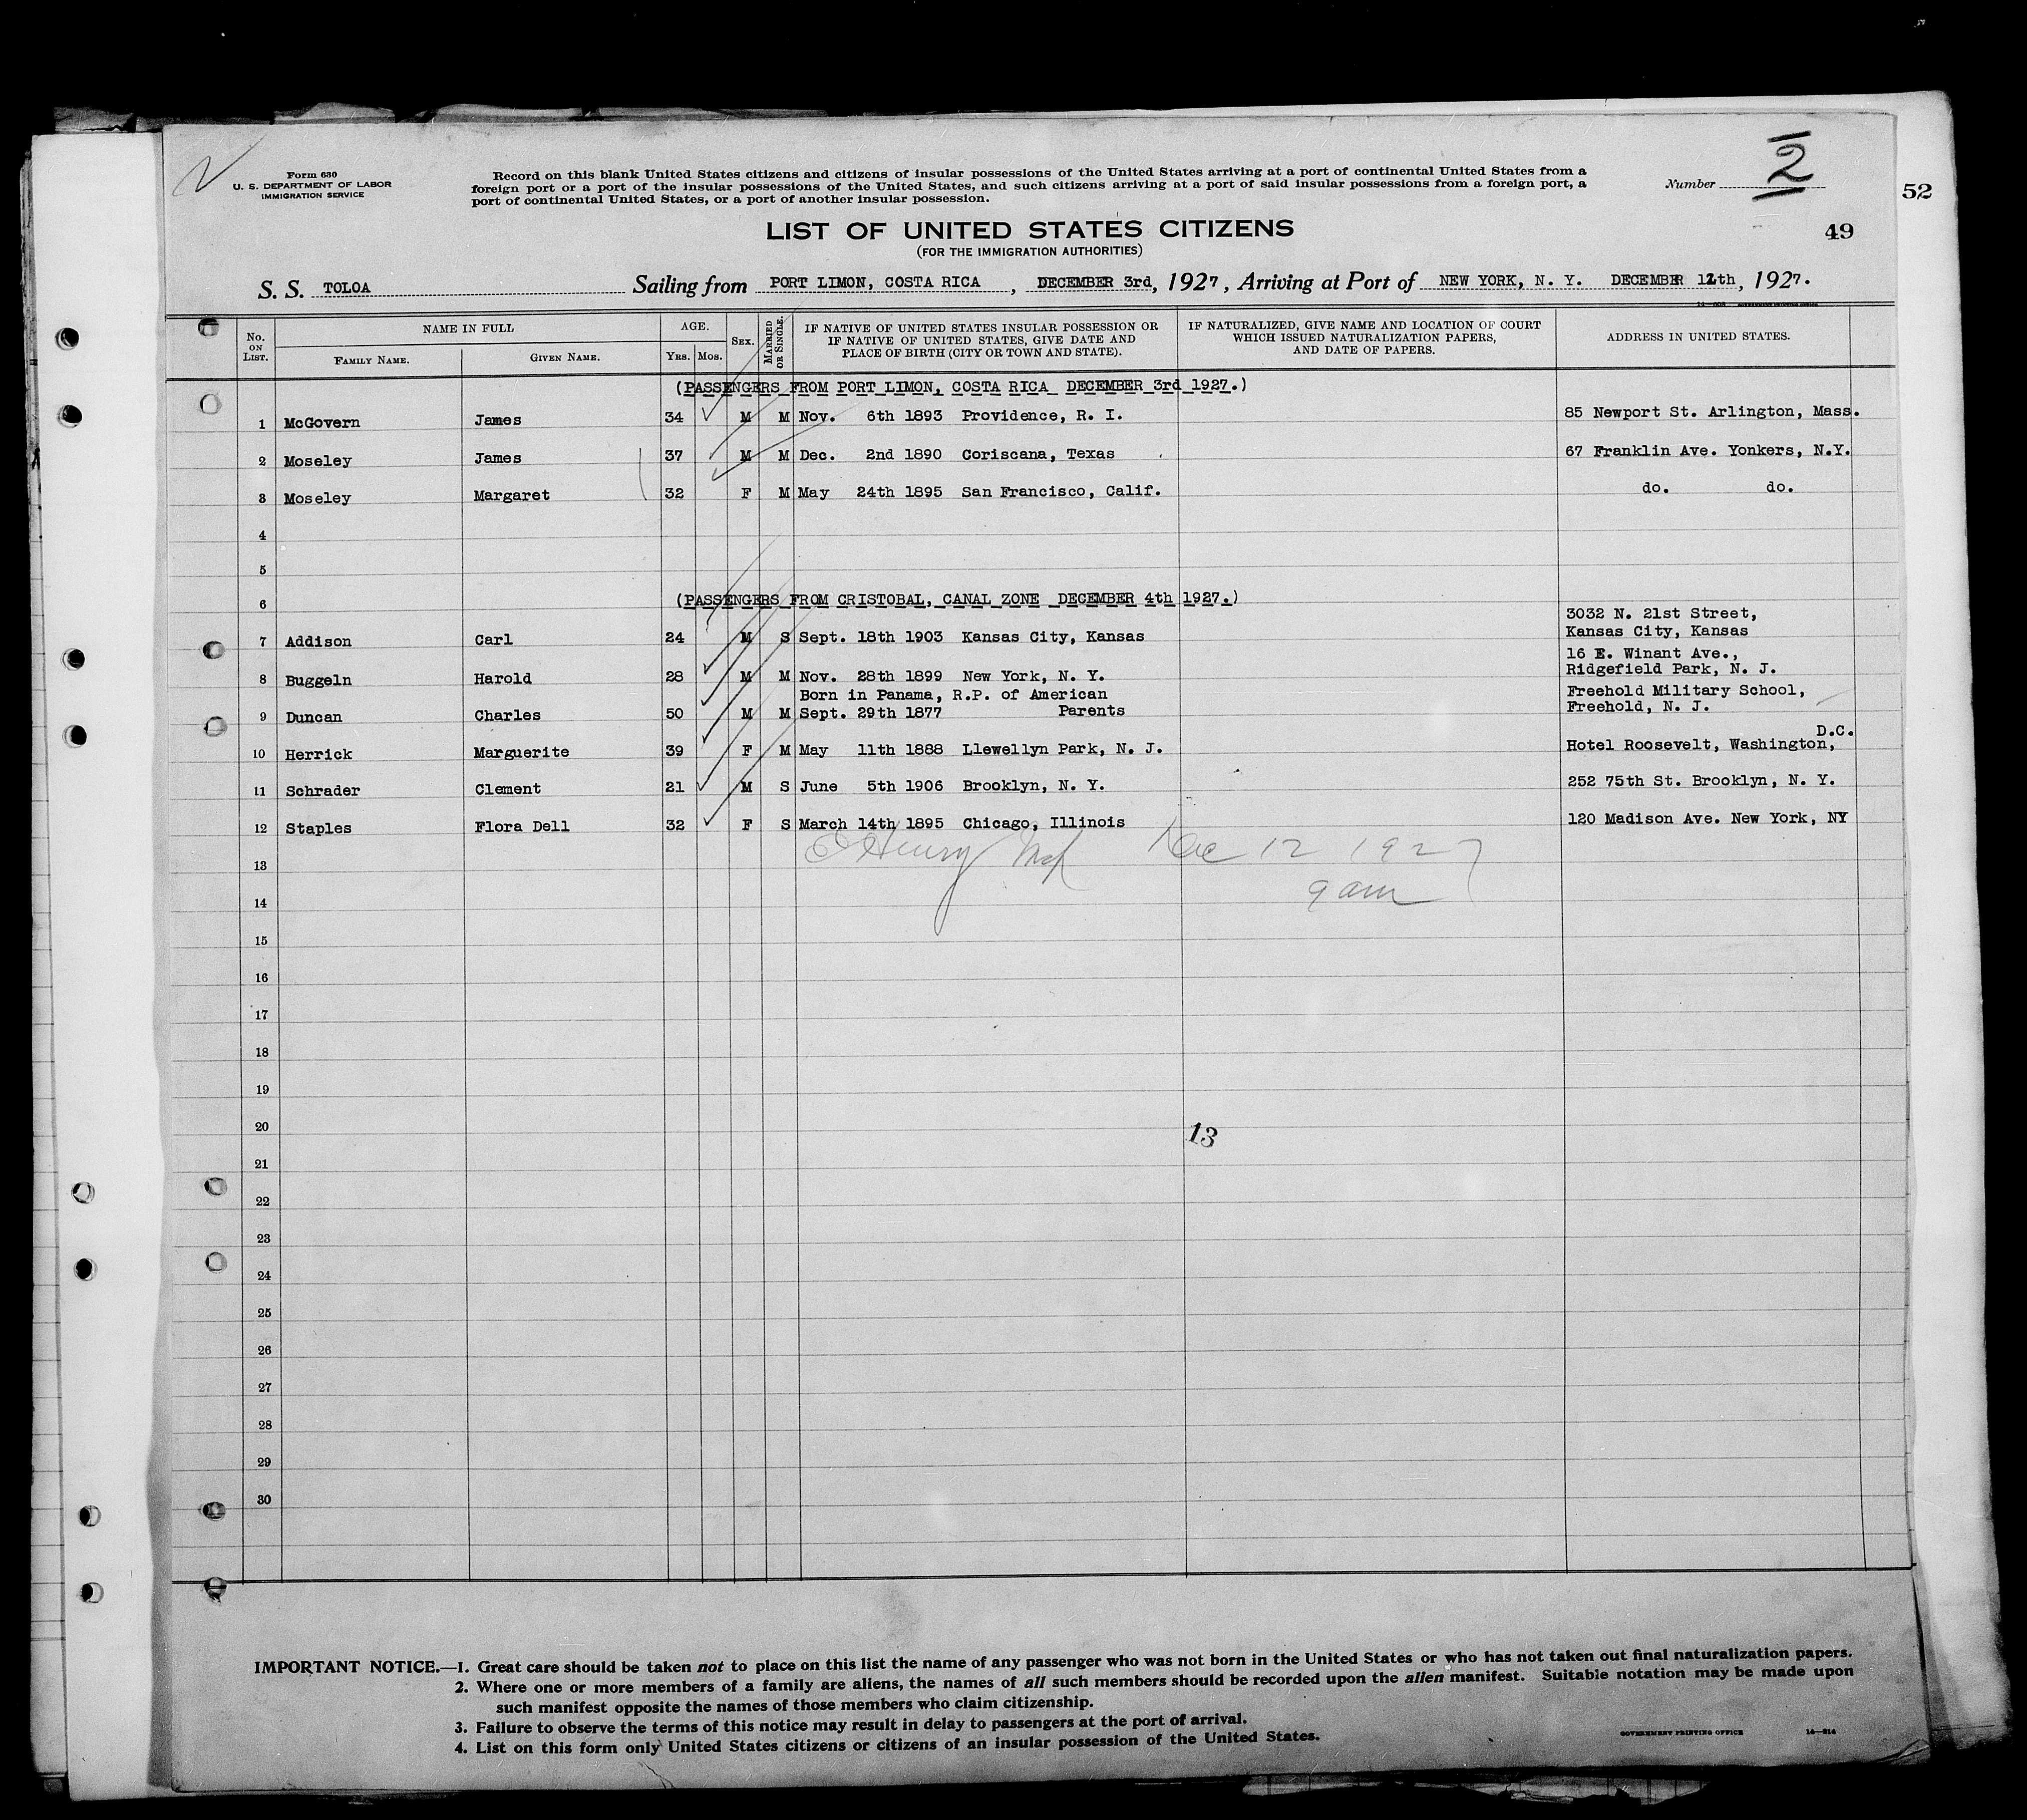 Form 630
U. S. DEPARTMENT OF LABOR
IMMIGRATION SERVICE
Record on this blank United States citizens and citizens of insular possessions of the United States arriving at a port of continental United States from a
foreign port or a port of the insular possessions of the United States, and such citizens arriving at a port of said insular possessions from a foreign port, a
port of continental United States, or a port of another insular possession.
Number 2
52
49
LIST OF UNITED STATES CITIZENS
(FOR THE IMMIGRATION AUTHORITIES)
S. S. TOLOA Sailing from PORT LIMON, COSTA RICA, DECEMBER 3rd, 1927, Arriving at Port of NEW YORK, N. Y. DECEMBER 12th, 1927.
No. ON LIST. NAME IN FULL AGE. SEX. MARRIED OR SINGLE. IF NATIVE OF UNITED STATES INSULAR POSSESSION OR IF NATIVE OF UNITED STATES, GIVE DATE AND PLACE OF BIRTH (CITY OR TOWN AND STATE). IF NATURALIZED, GIVE NAME AND LOCATION OF COURT WHICH ISSUED NATURALIZATION PAPERS, AND DATE OF PAPERS. ADDRESS IN UNITED STATES.
FAMILY NAME. GIVEN NAME. YRS. MOS.
(PASSENGERS FROM PORT LIMON, COSTA RICA DECEMBER 3rd 1927.)
1 McGovern James 34 M M Nov. 6th 1893 Providence, R. I. 85 Newport St. Arlington, Mass.
2 Moseley James 37 M M Dec. 2nd 1890 Coriscana, Texas 67 Franklin Ave. Yonkers, N.Y.
3 Moseley Margaret 32 F M May 24th 1895 San Francisco, Calif. do. do.
4
5
6 (PASSENGERS FROM CRISTOBAL, CANAL ZONE DECEMBER 4th 1927.)
3032 N. 21st Street,
7 Addison Carl 24 M S Sept. 18th 1903 Kansas City, Kansas Kansas City, Kansas
16 E. Winant Ave.,
8 Buggeln Harold 28 M M Nov. 28th 1899 New York, N. Y. Ridgefield Park, N. J.
Born in Panama, R.P. of American Freehold Military School,
9 Duncan Charles 50 M M Sept. 29th 1877 Parents Freehold, N. J.
D.C.
10 Herrick Marguerite 39 F M May 11th 1888 Llewellyn Park, N. J. Hotel Roosevelt, Washington,
11 Schrader Clement 21 M S June 5th 1906 Brooklyn, N. Y. 252 75th St. Brooklyn, N. Y.
12 Staples Flora Dell 32 F S March 14th 1895 Chicago, Illinois 120 Madison Ave. New York, NY
Henry Dec 12 1927
13
9 am
14
15
16
17
18
19
20
13
21
22
23
24
25
26
27
28
29
30
IMPORTANT NOTICE.—1. Great care should be taken not to place on this list the name of any passenger who was not born in the United States or who has not taken out final naturalization papers.
2. Where one or more members of a family are aliens, the names of all such members should be recorded upon the alien manifest. Suitable notation may be made upon
such manifest opposite the names of those members who claim citizenship.
3. Failure to observe the terms of this notice may result in delay to passengers at the port of arrival.
4. List on this form only United States citizens or citizens of an insular possession of the United States.
GOVERNMENT PRINTING OFFICE 14—214